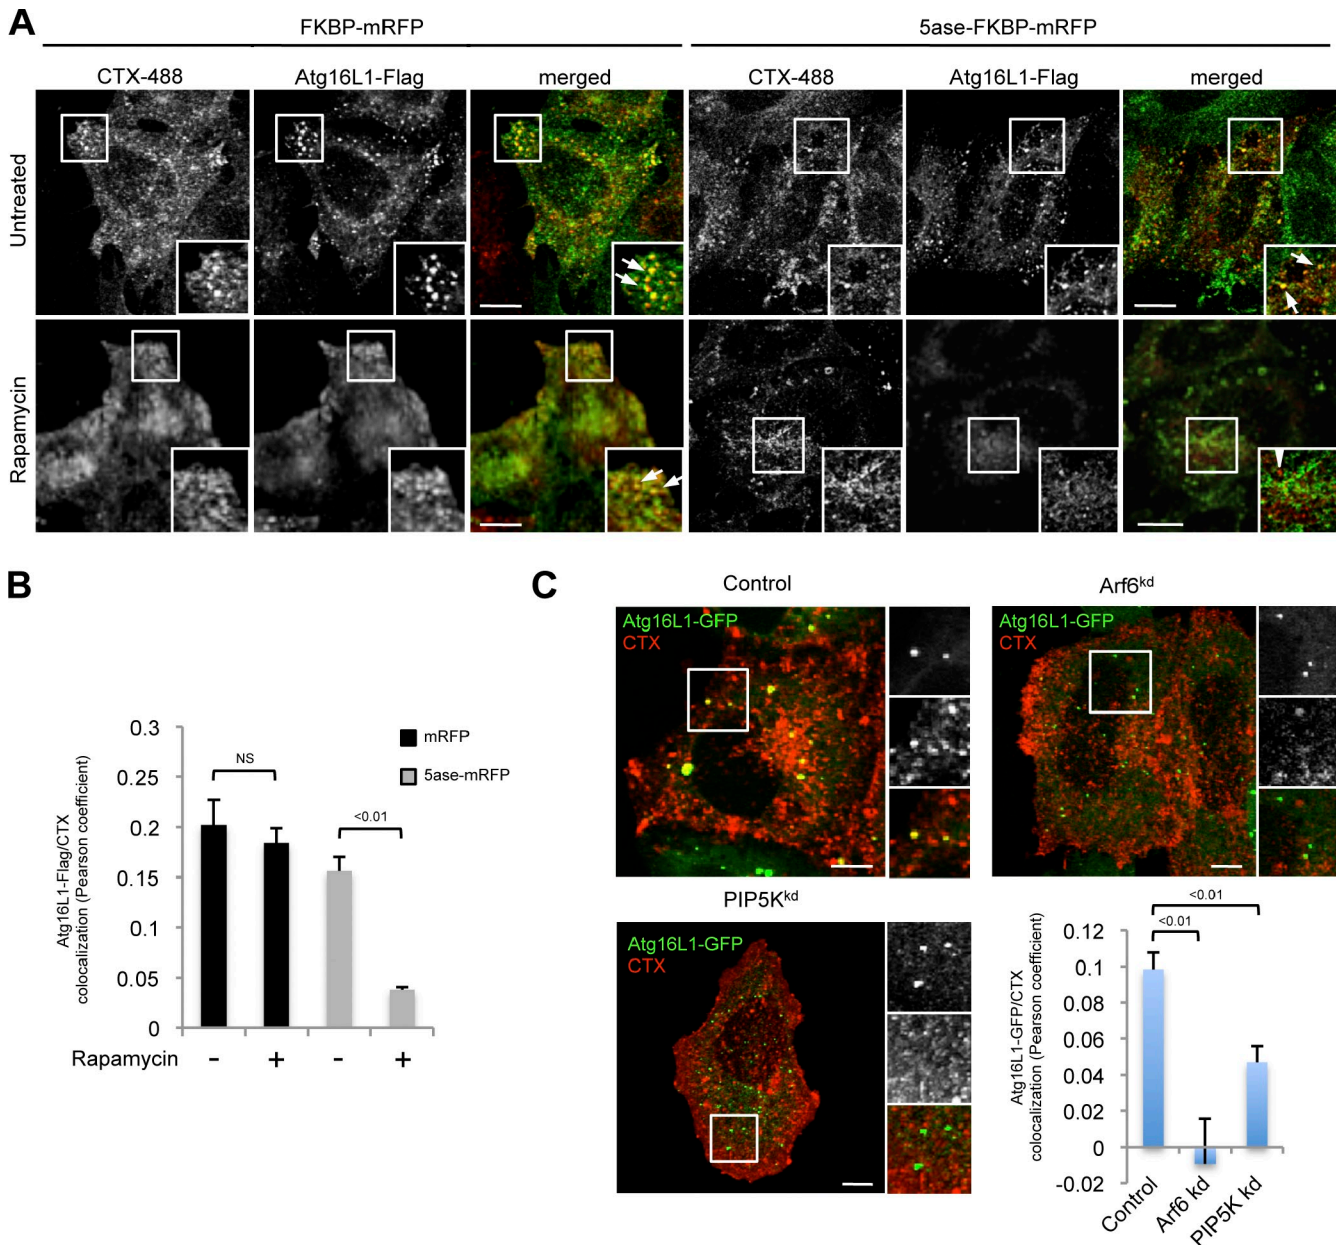 A
FKBP-mRFP
5ase-FKBP-mRFP
CTX-488
Atg16L1-Flag
merged
CTX-488
Atg16L1-Flag
merged
Untreated
Rapamycin
B
Atg16L1-Flag/CTX
colocalization (Pearson coefficient)
0.3
0.25
0.2
0.15
0.1
0.05
0
NS
<0.01
mRFP
5ase-mRFP
Rapamycin - + - +
C
Control
Atg16L1-GFP
CTX
Arf6kd
Atg16L1-GFP
CTX
PIP5Kkd
Atg16L1-GFP
CTX
Atg16L1-GFP/CTX
colocalization (Pearson coefficient)
0.12
0.1
0.08
0.06
0.04
0.02
0
-0.02
<0.01
<0.01
Control
Arf6 kd
PIP5K kd